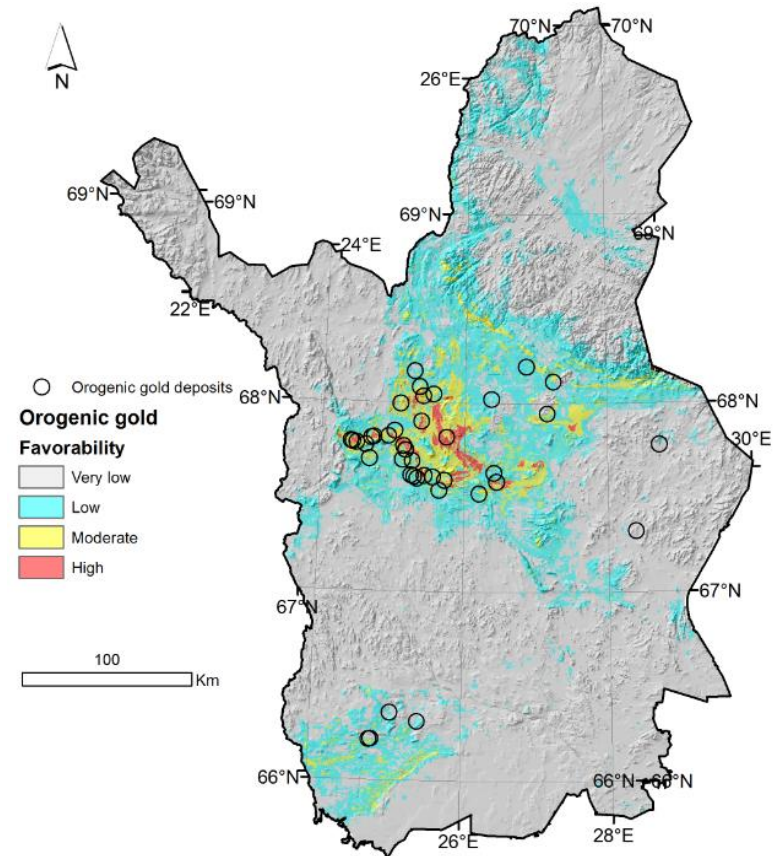 70°N
70°N
26°E
N
69°N
69°N
69°N
69°N
24°E
22°E
Orogenic gold deposits
68°N
68°N
Orogenic gold
Favorability
30°E
Very low
Low
Moderate
High
67°N
67°N
100
Km
66°N
66°N
66°N
26°E
28°E